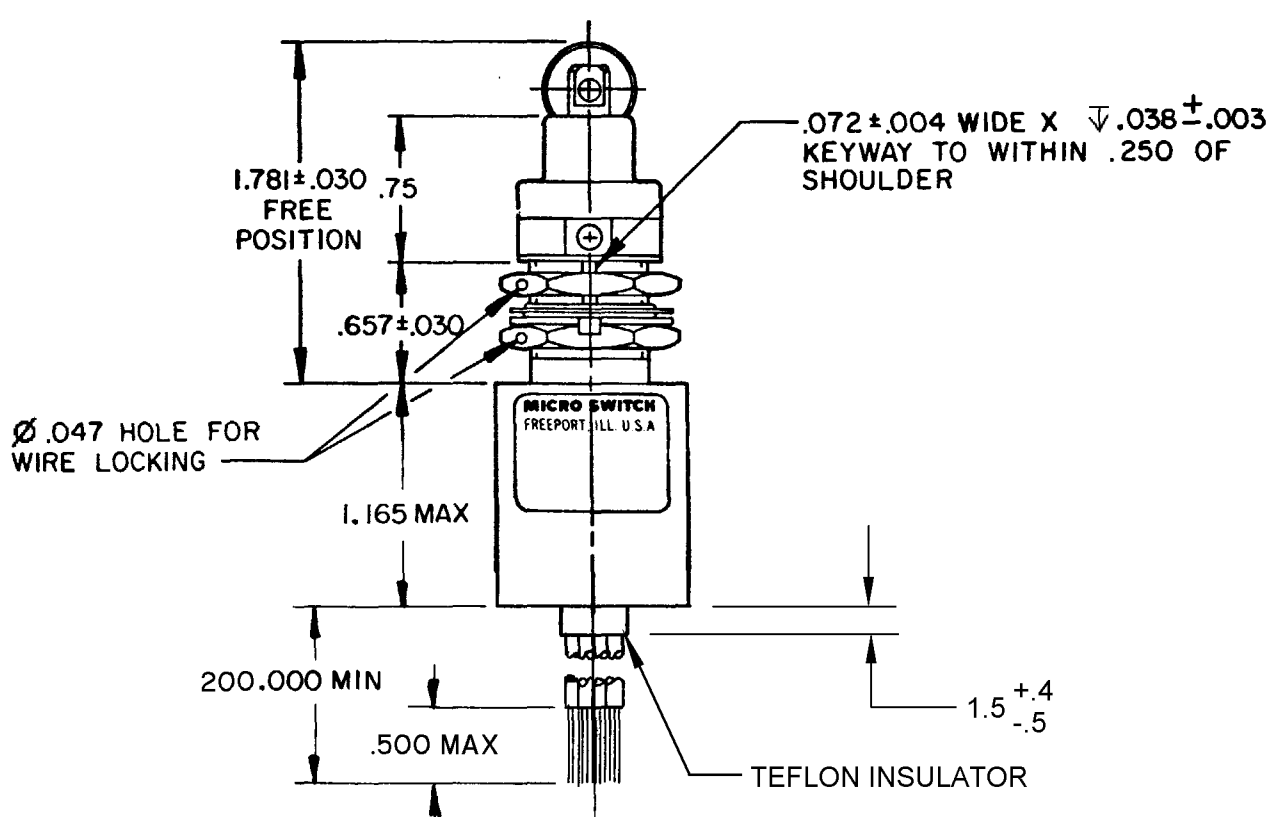 .072±.004 WIDE X ↧.038±.003
KEYWAY TO WITHIN .250 OF
SHOULDER
1.781±.030
FREE
POSITION
.75
.657±.030
MICRO SWITCH
FREEPORT, ILL. U.S.A
Ø.047 HOLE FOR
WIRE LOCKING
1.165 MAX
200.000 MIN
1.5 +.4
-.5
.500 MAX
TEFLON INSULATOR